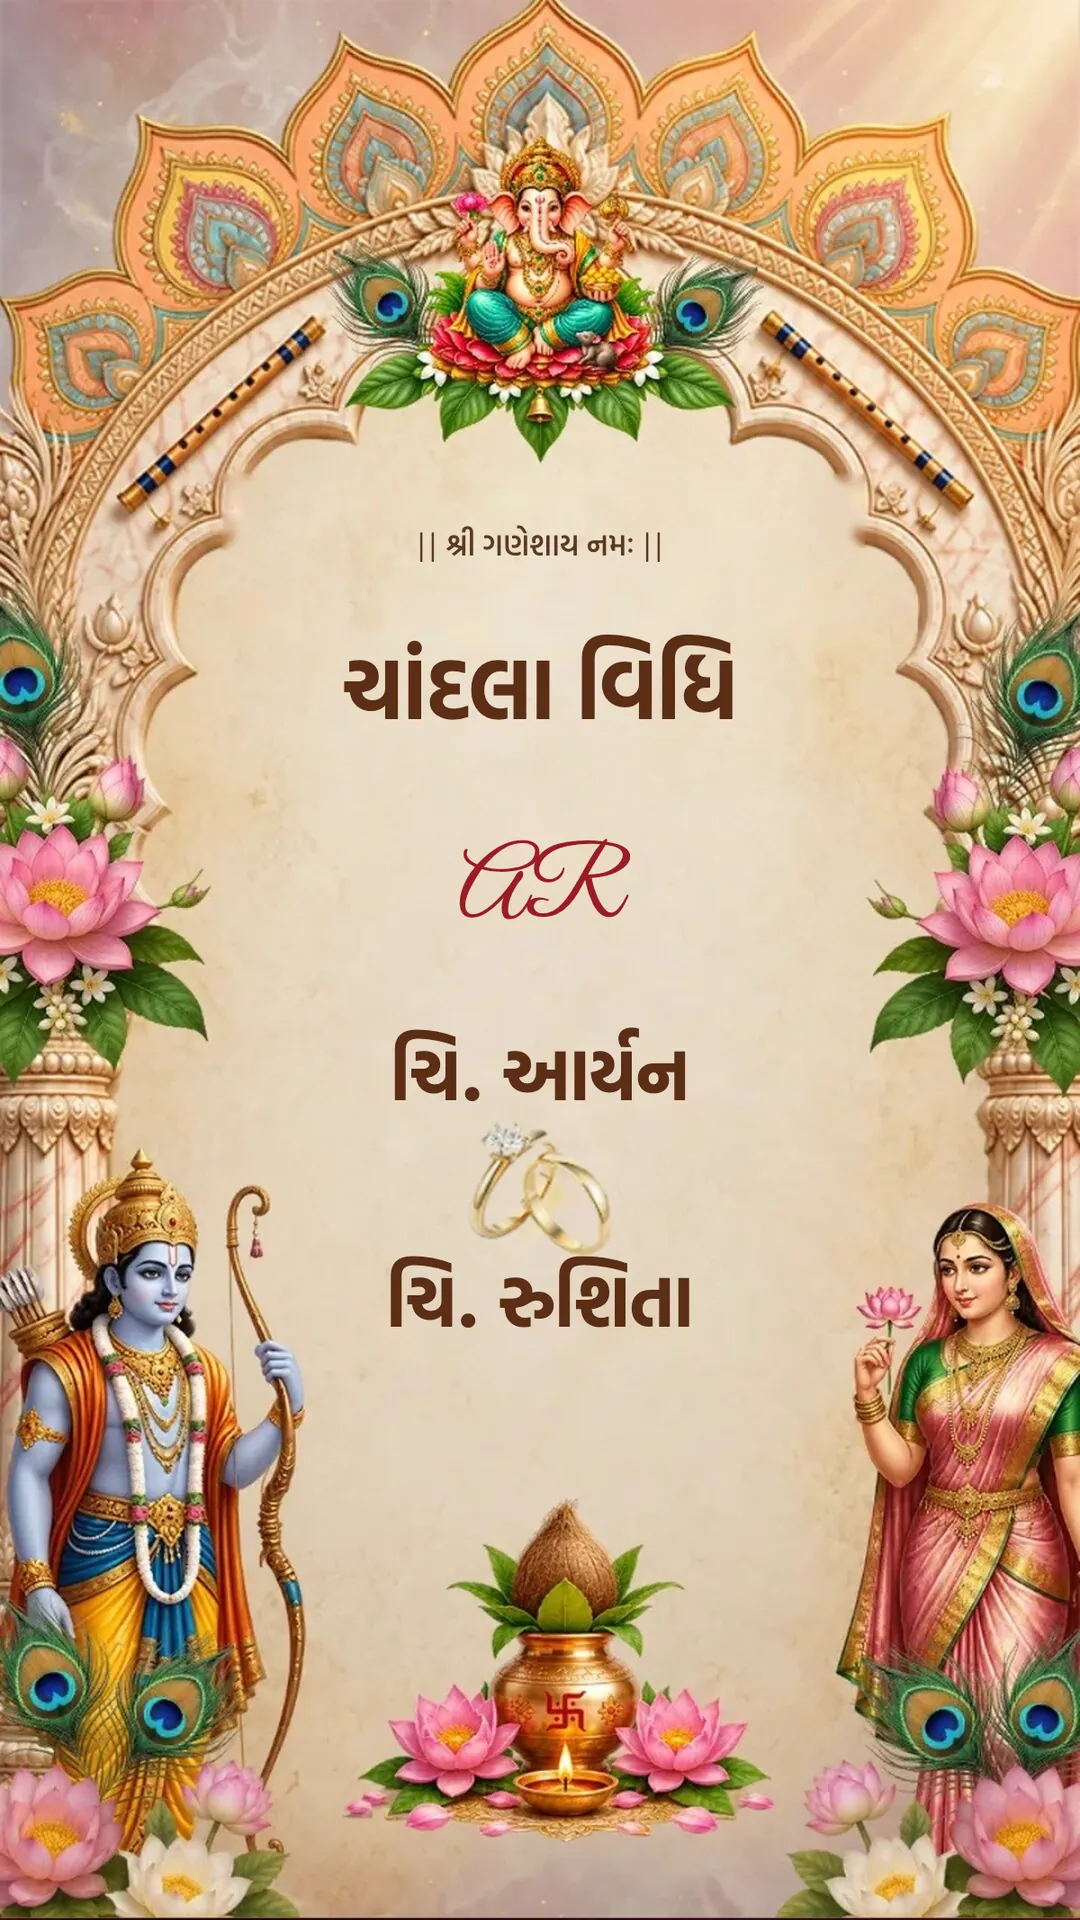 || શ્રી ગણેશાય નમઃ ||
ચાંદલા વિધિ
AR
ચિ. આર્યન
ચિ. રુશિતા